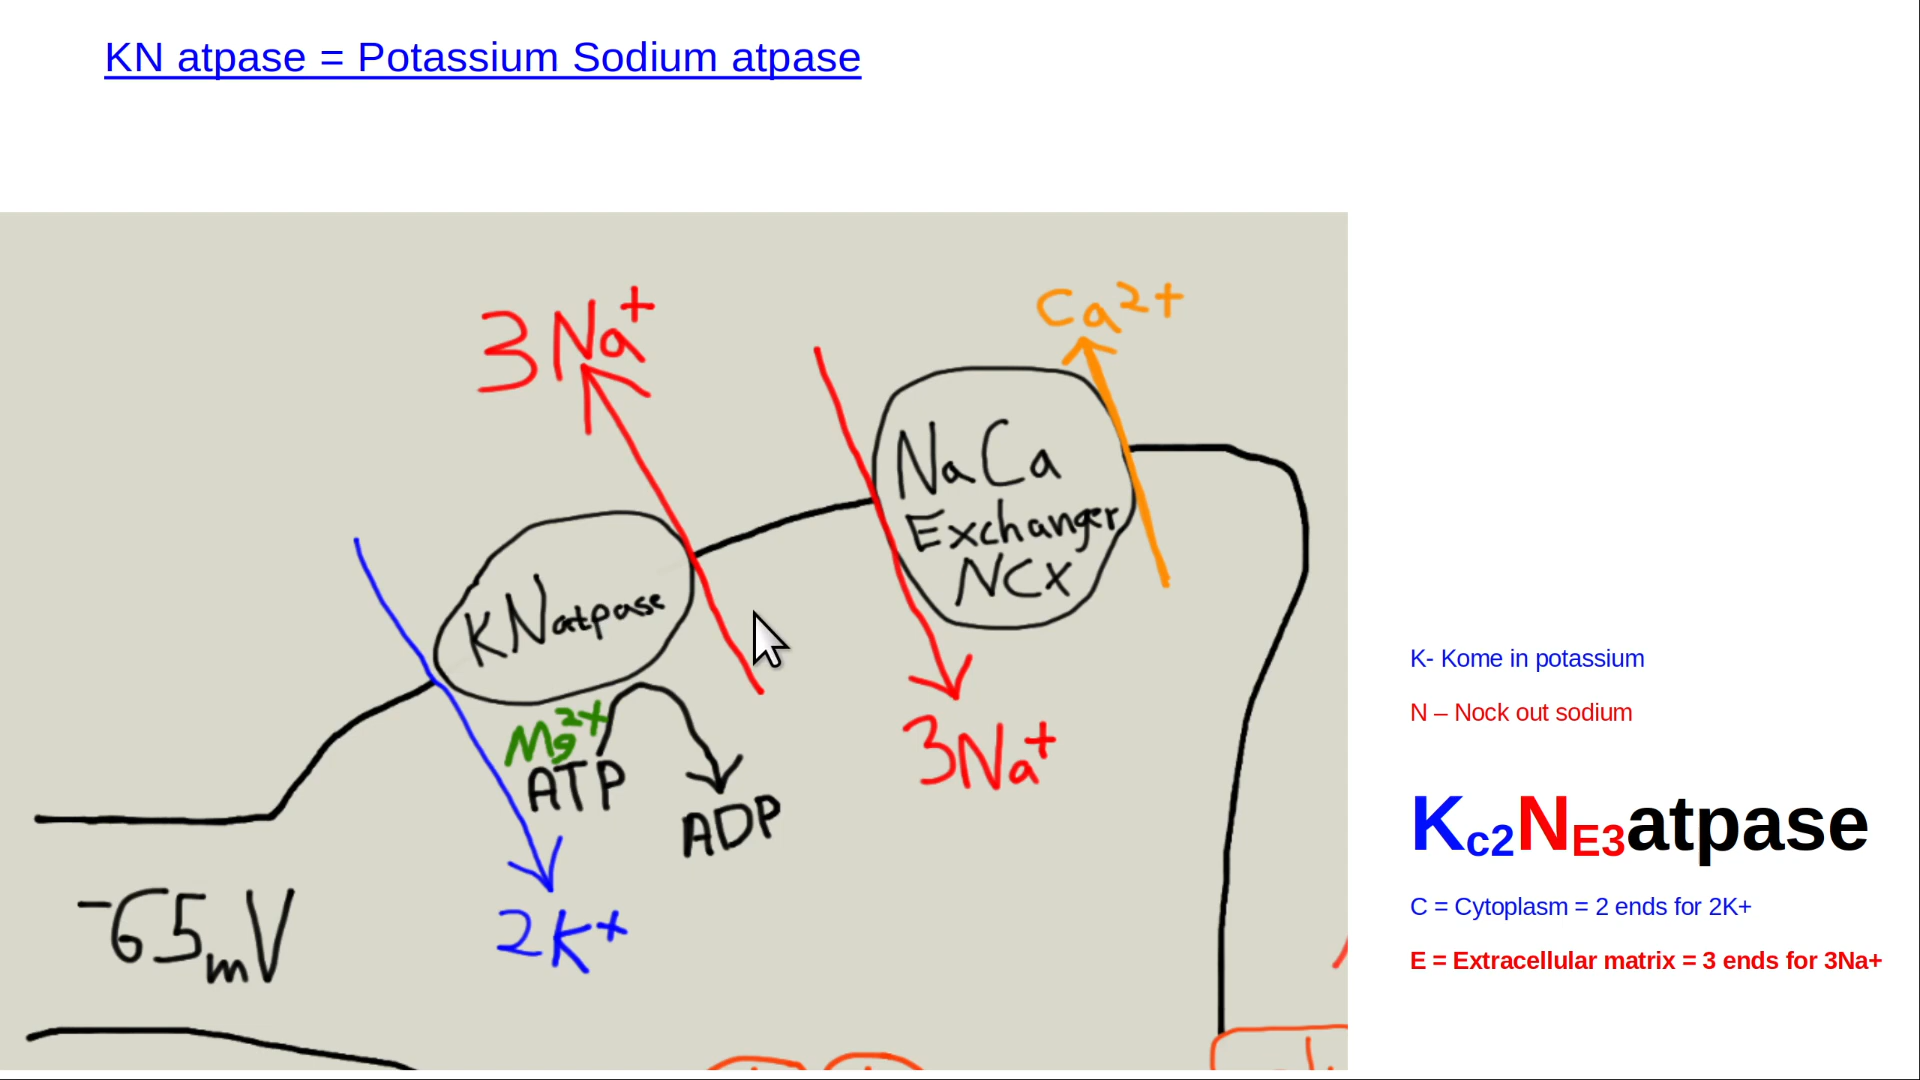 KN atpase = Potassium Sodium atpase
3Na+
Ca2+
NaCa
Exchanger
NCX
KNatpase
Mg2+
ATP
ADP
3Na+
-65mV
2K+
K- Kome in potassium
N – Nock out sodium
Kc2NE3atpase
C = Cytoplasm = 2 ends for 2K+
E = Extracellular matrix = 3 ends for 3Na+